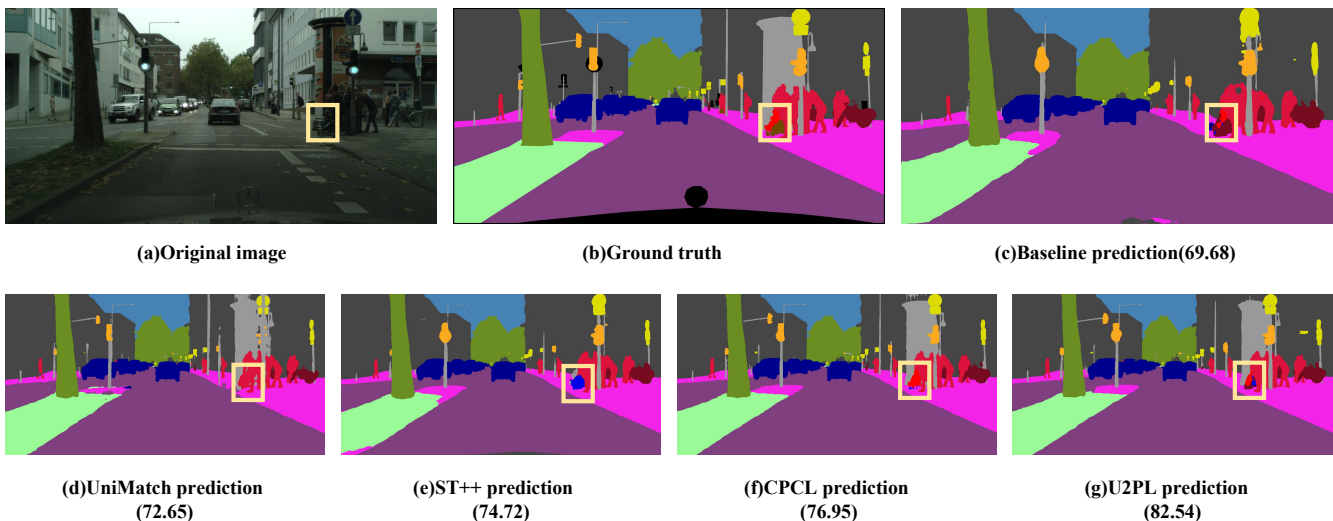 (a)Original image
(b)Ground truth
(c)Baseline prediction(69.68)
(d)UniMatch prediction
(72.65)
(e)ST++ prediction
(74.72)
(f)CPCL prediction
(76.95)
(g)U2PL prediction
(82.54)